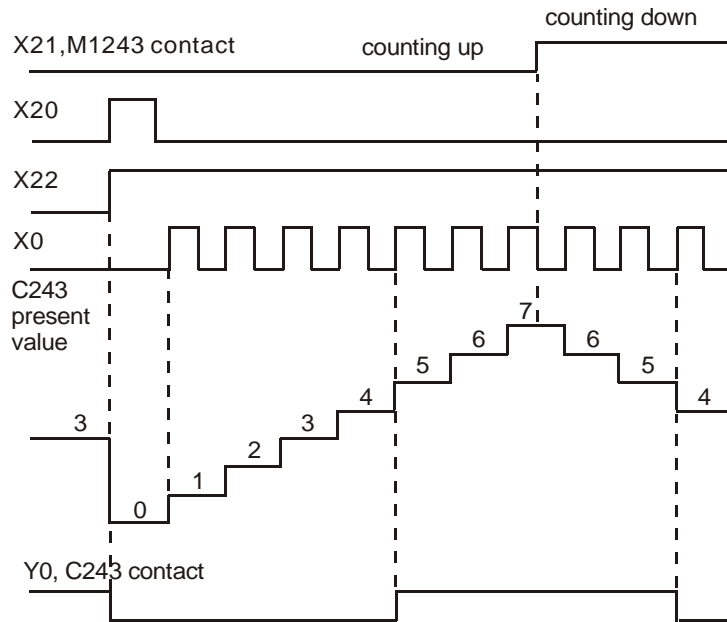 counting down
X21,M1243 contact
counting up
X20
X22
X0
C243
present
value
7
6
6
5
5
4
4
3
3
2
1
0
Y0, C243 contact